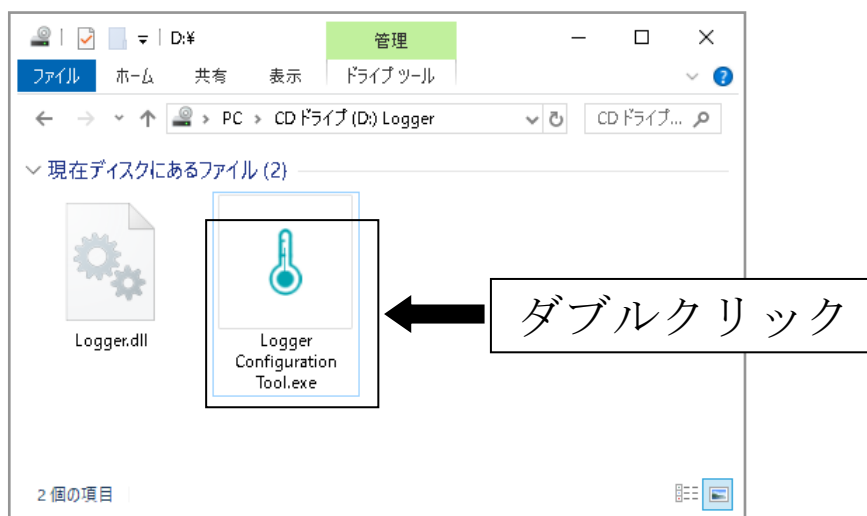 D:¥
管理
ファイル ホーム 共有 表示 ドライブ ツール
PC > CD ドライブ (D:) Logger
CD ドライブ...
現在ディスクにあるファイル (2)
Logger.dll
Logger
Configuration
Tool.exe
ダブルクリック
2 個の項目